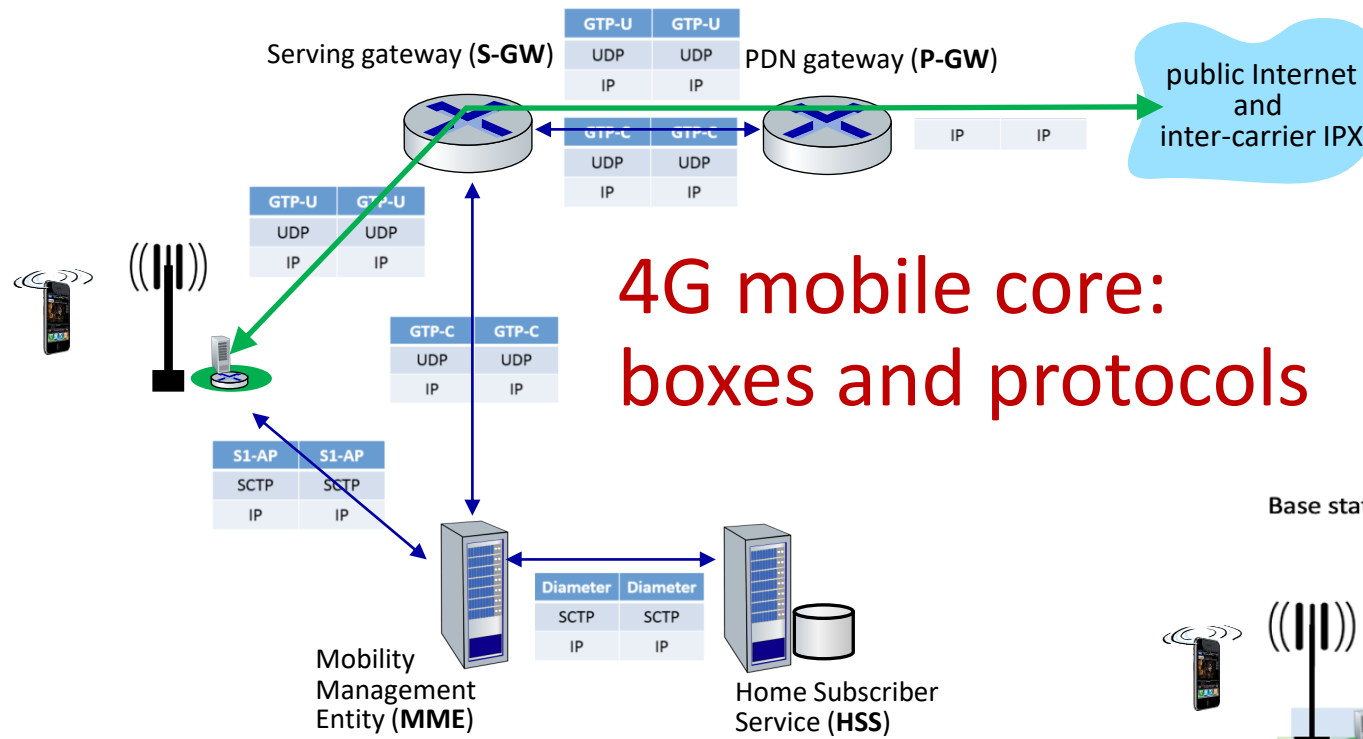 GTP-U GTP-U
UDP UDP
IP IP
Serving gateway (S-GW)
PDN gateway (P-GW)
public Internet
and
inter-carrier IPX
GTP-C GTP-C
UDP UDP
IP IP
IP IP
GTP-U GTP-U
UDP UDP
IP IP
4G mobile core:
boxes and protocols
GTP-C GTP-C
UDP UDP
IP IP
S1-AP S1-AP
SCTP SCTP
IP IP
Base stat
Diameter Diameter
SCTP SCTP
IP IP
Mobility
Management
Entity (MME)
Home Subscriber
Service (HSS)